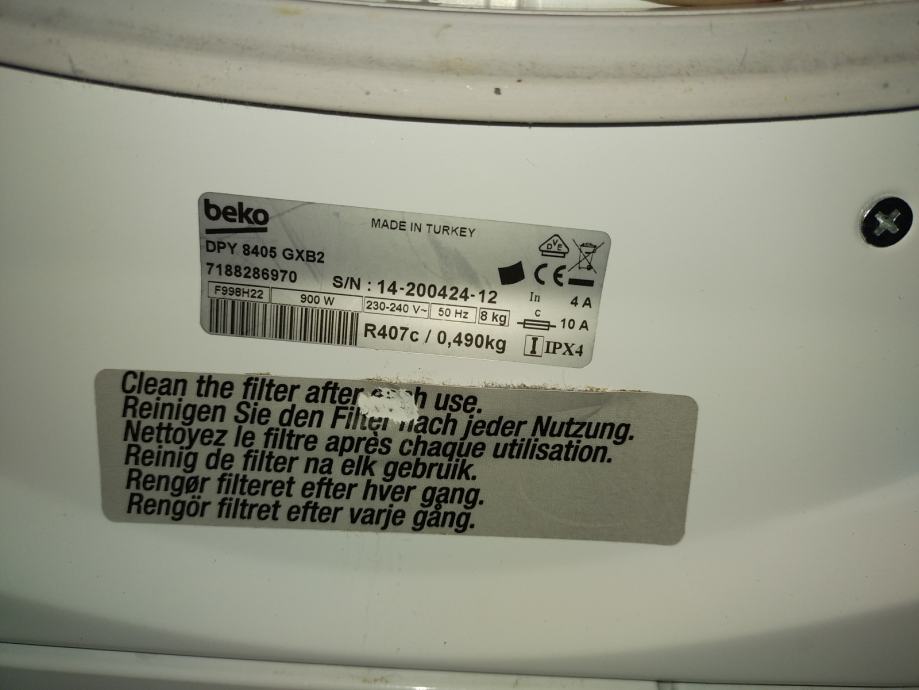 beko
MADE IN TURKEY
DPY 8405 GXB2
7188286970
S/N : 14-200424-12
F998H22 900 W 230-240 V~ 50 Hz 8 kg
R407c / 0,490kg
DVE
CE
In 4 A
C 10 A
I IPX4
Clean the filter after each use.
Reinigen Sie den Filter nach jeder Nutzung.
Nettoyez le filtre après chaque utilisation.
Reinig de filter na elk gebruik.
Rengør filteret efter hver gang.
Rengör filtret efter varje gång.